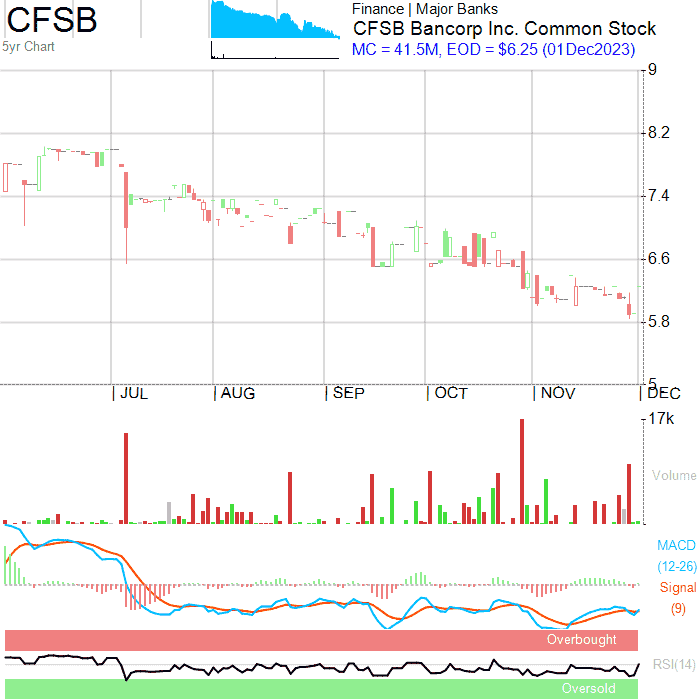 CFSB
5yr Chart
Finance | Major Banks
CFSB Bancorp Inc. Common Stock
MC = 41.5M, EOD = $6.25 (01Dec2023)
9
8.2
7.4
6.6
5.8
5
JUL AUG SEP OCT NOV DEC
17k
Volume
MACD
(12-26)
Signal
(9)
Overbought
RSI(14)
Oversold